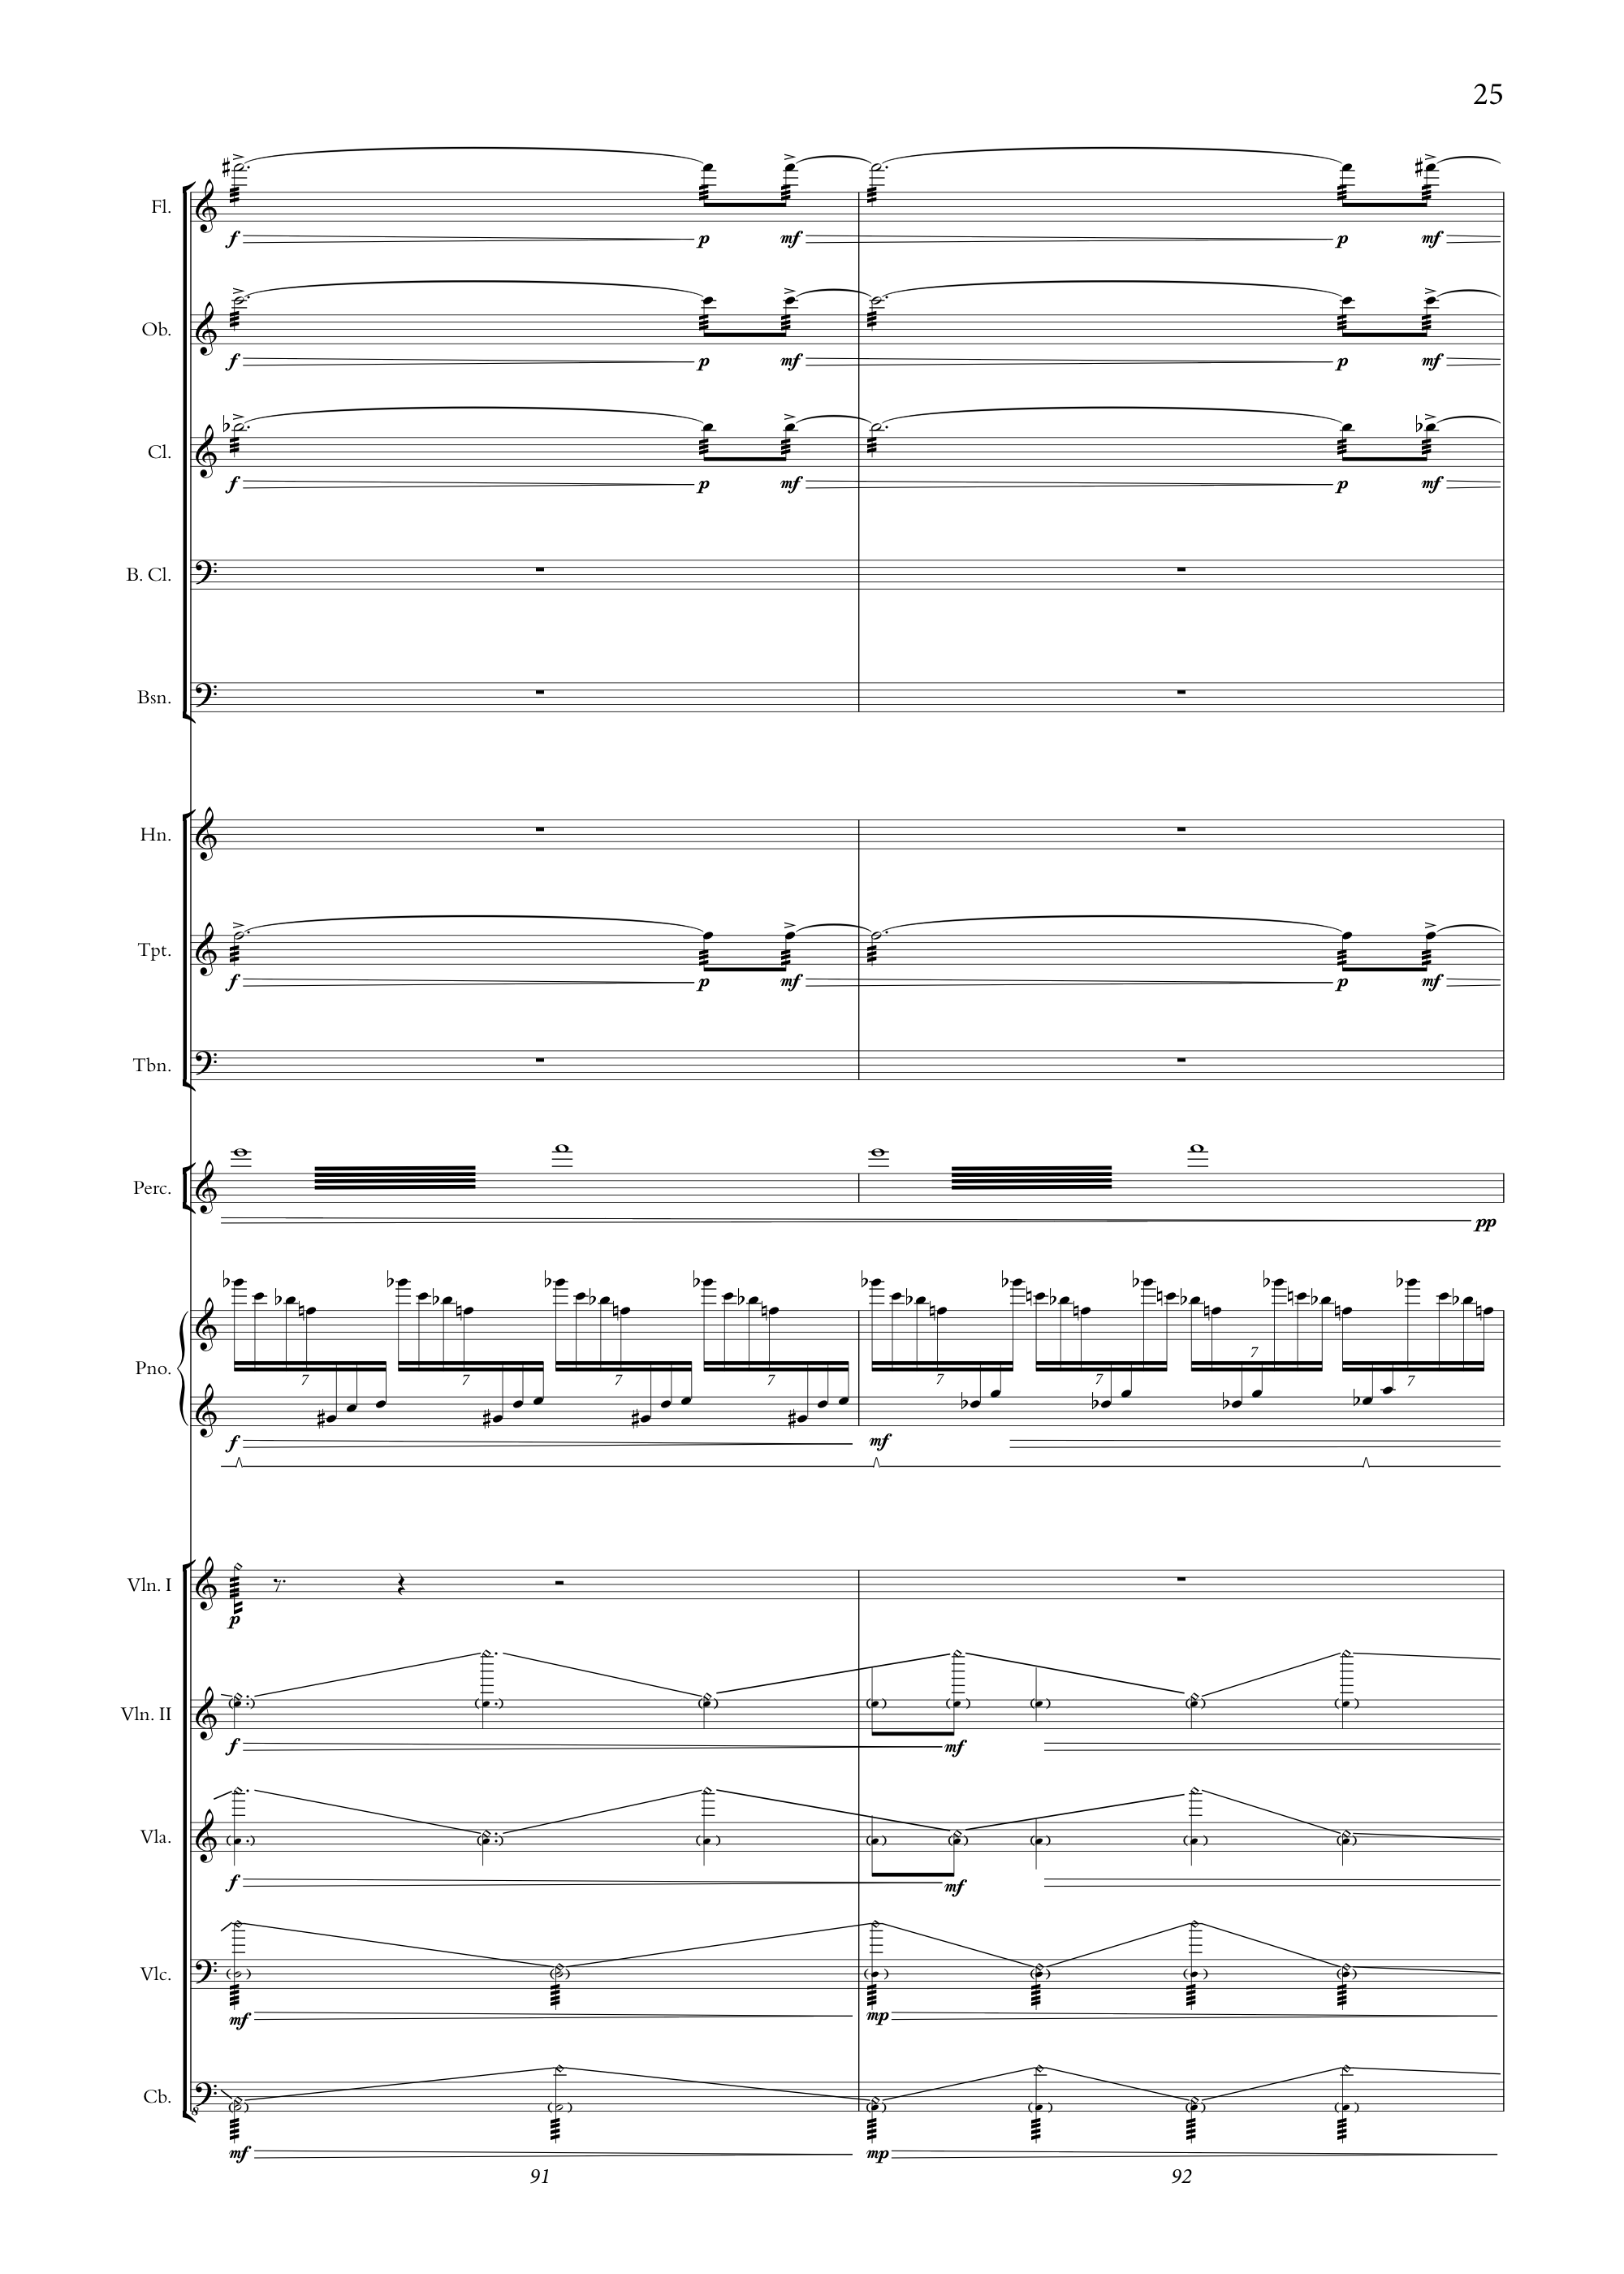 25
Fl.
f p mf p mf
Ob.
f p mf p mf
Cl.
f p mf p mf
B. Cl.
Bsn.
Hn.
Tpt.
f p mf p mf
Tbn.
Perc.
pp
Pno.
7 7 7 7 7 7 7 7
f mf
Vln. I
p
Vln. II
f mf
Vla.
f mf
Vlc.
mf mp
Cb.
8
mf mp
91 92